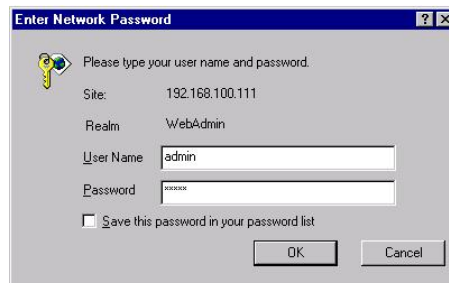 Enter Network Password
Please type your user name and password.
Site: 192.168.100.111
Realm WebAdmin
User Name admin
Password xxxxx
Save this password in your password list
OK Cancel